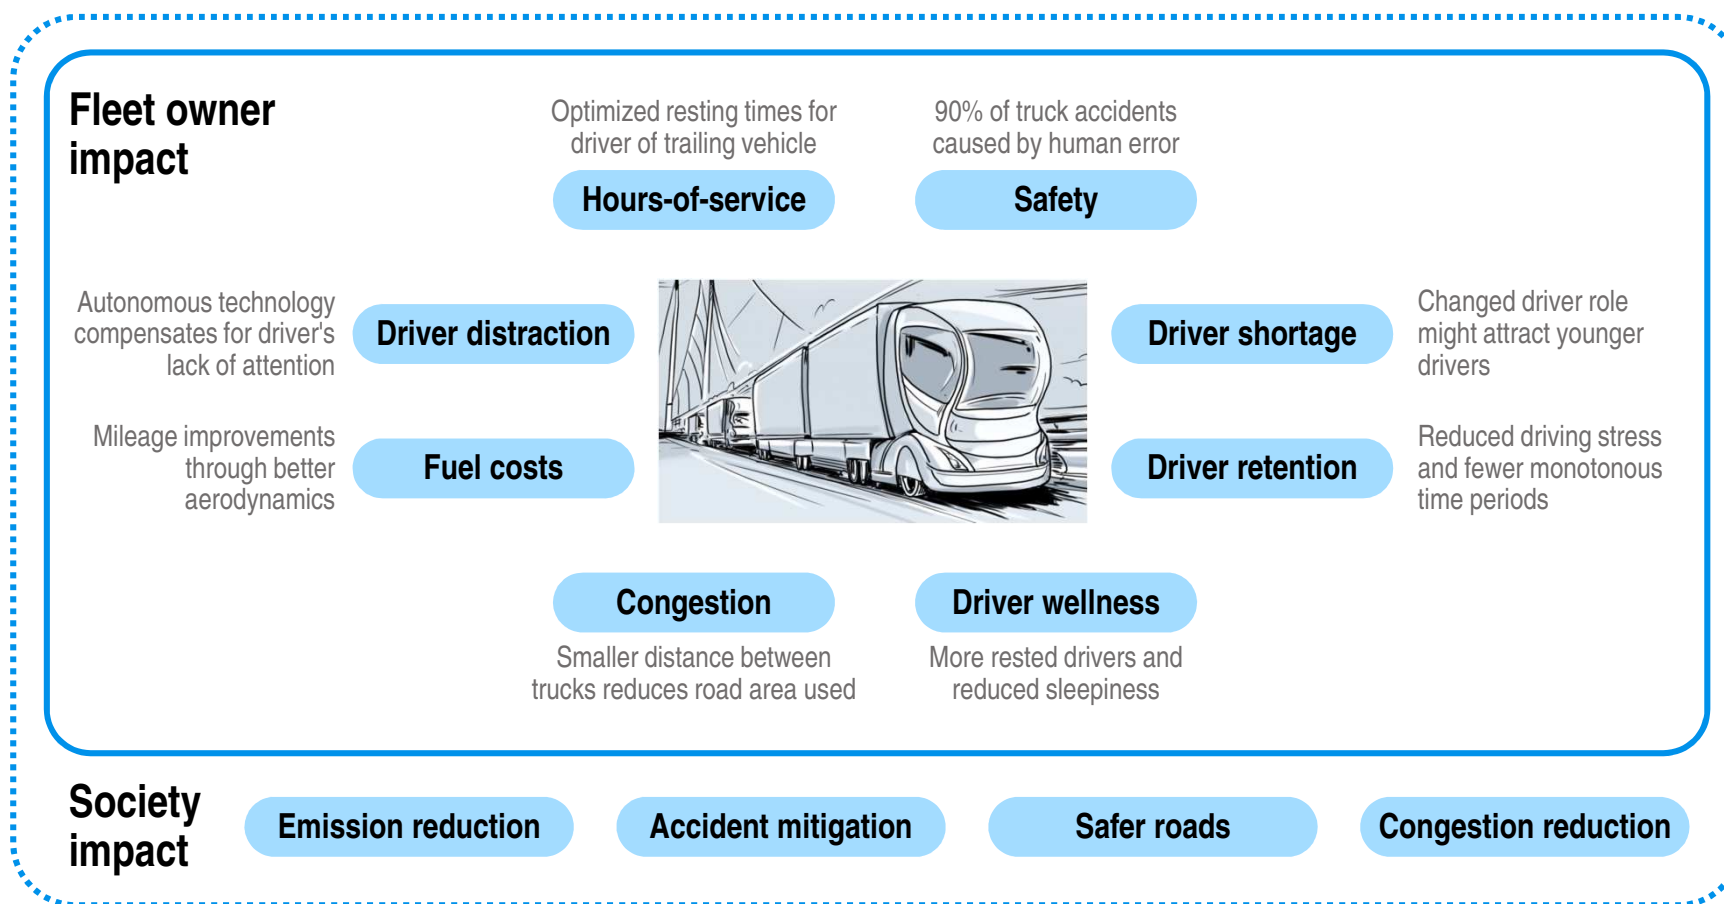 Fleet owner
impact
Optimized resting times for
driver of trailing vehicle
Hours-of-service
90% of truck accidents
caused by human error
Safety
Autonomous technology
compensates for driver's
lack of attention
Driver distraction
Driver shortage
Changed driver role
might attract younger
drivers
Mileage improvements
through better
aerodynamics
Fuel costs
Driver retention
Reduced driving stress
and fewer monotonous
time periods
Congestion
Smaller distance between
trucks reduces road area used
Driver wellness
More rested drivers and
reduced sleepiness
Society
impact
Emission reduction
Accident mitigation
Safer roads
Congestion reduction